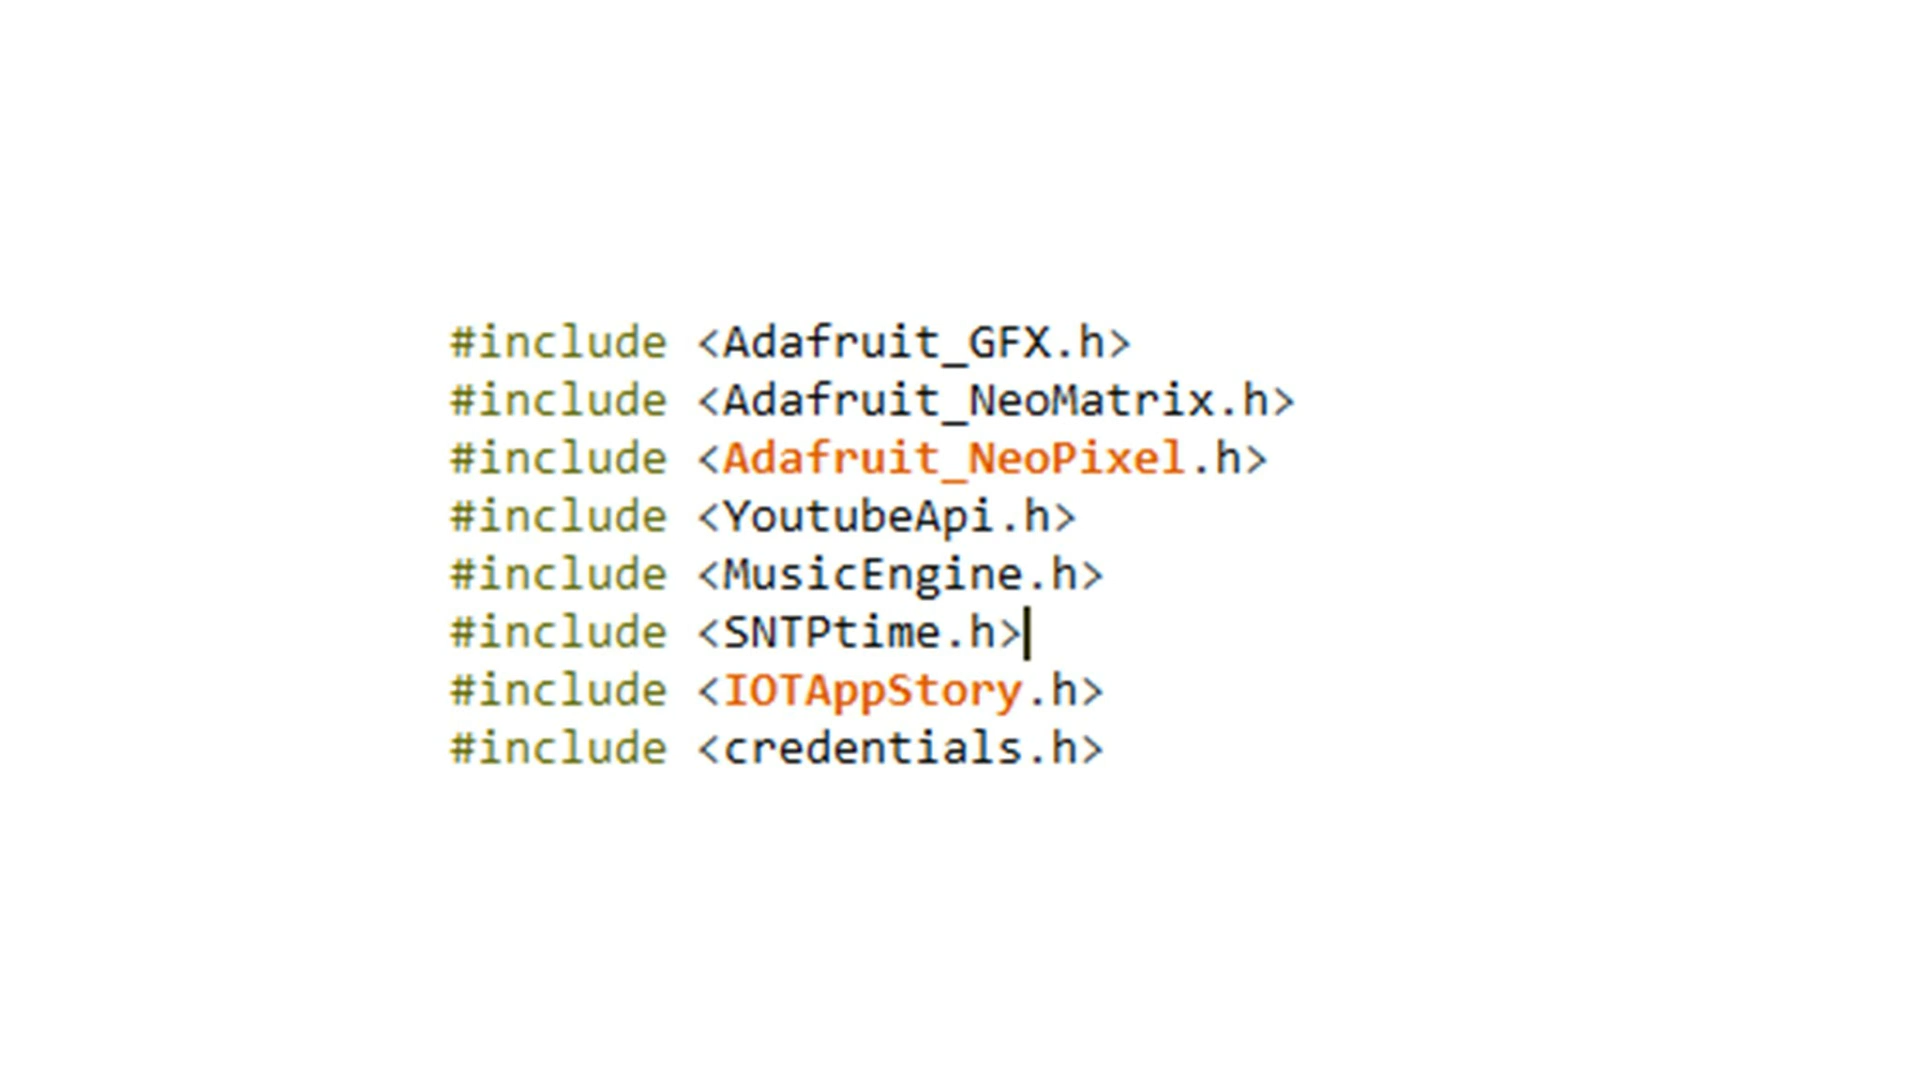 #include <Adafruit_GFX.h>
#include <Adafruit_NeoMatrix.h>
#include <Adafruit_NeoPixel.h>
#include <YoutubeApi.h>
#include <MusicEngine.h>
#include <SNTPtime.h>
#include <IOTAppStory.h>
#include <credentials.h>